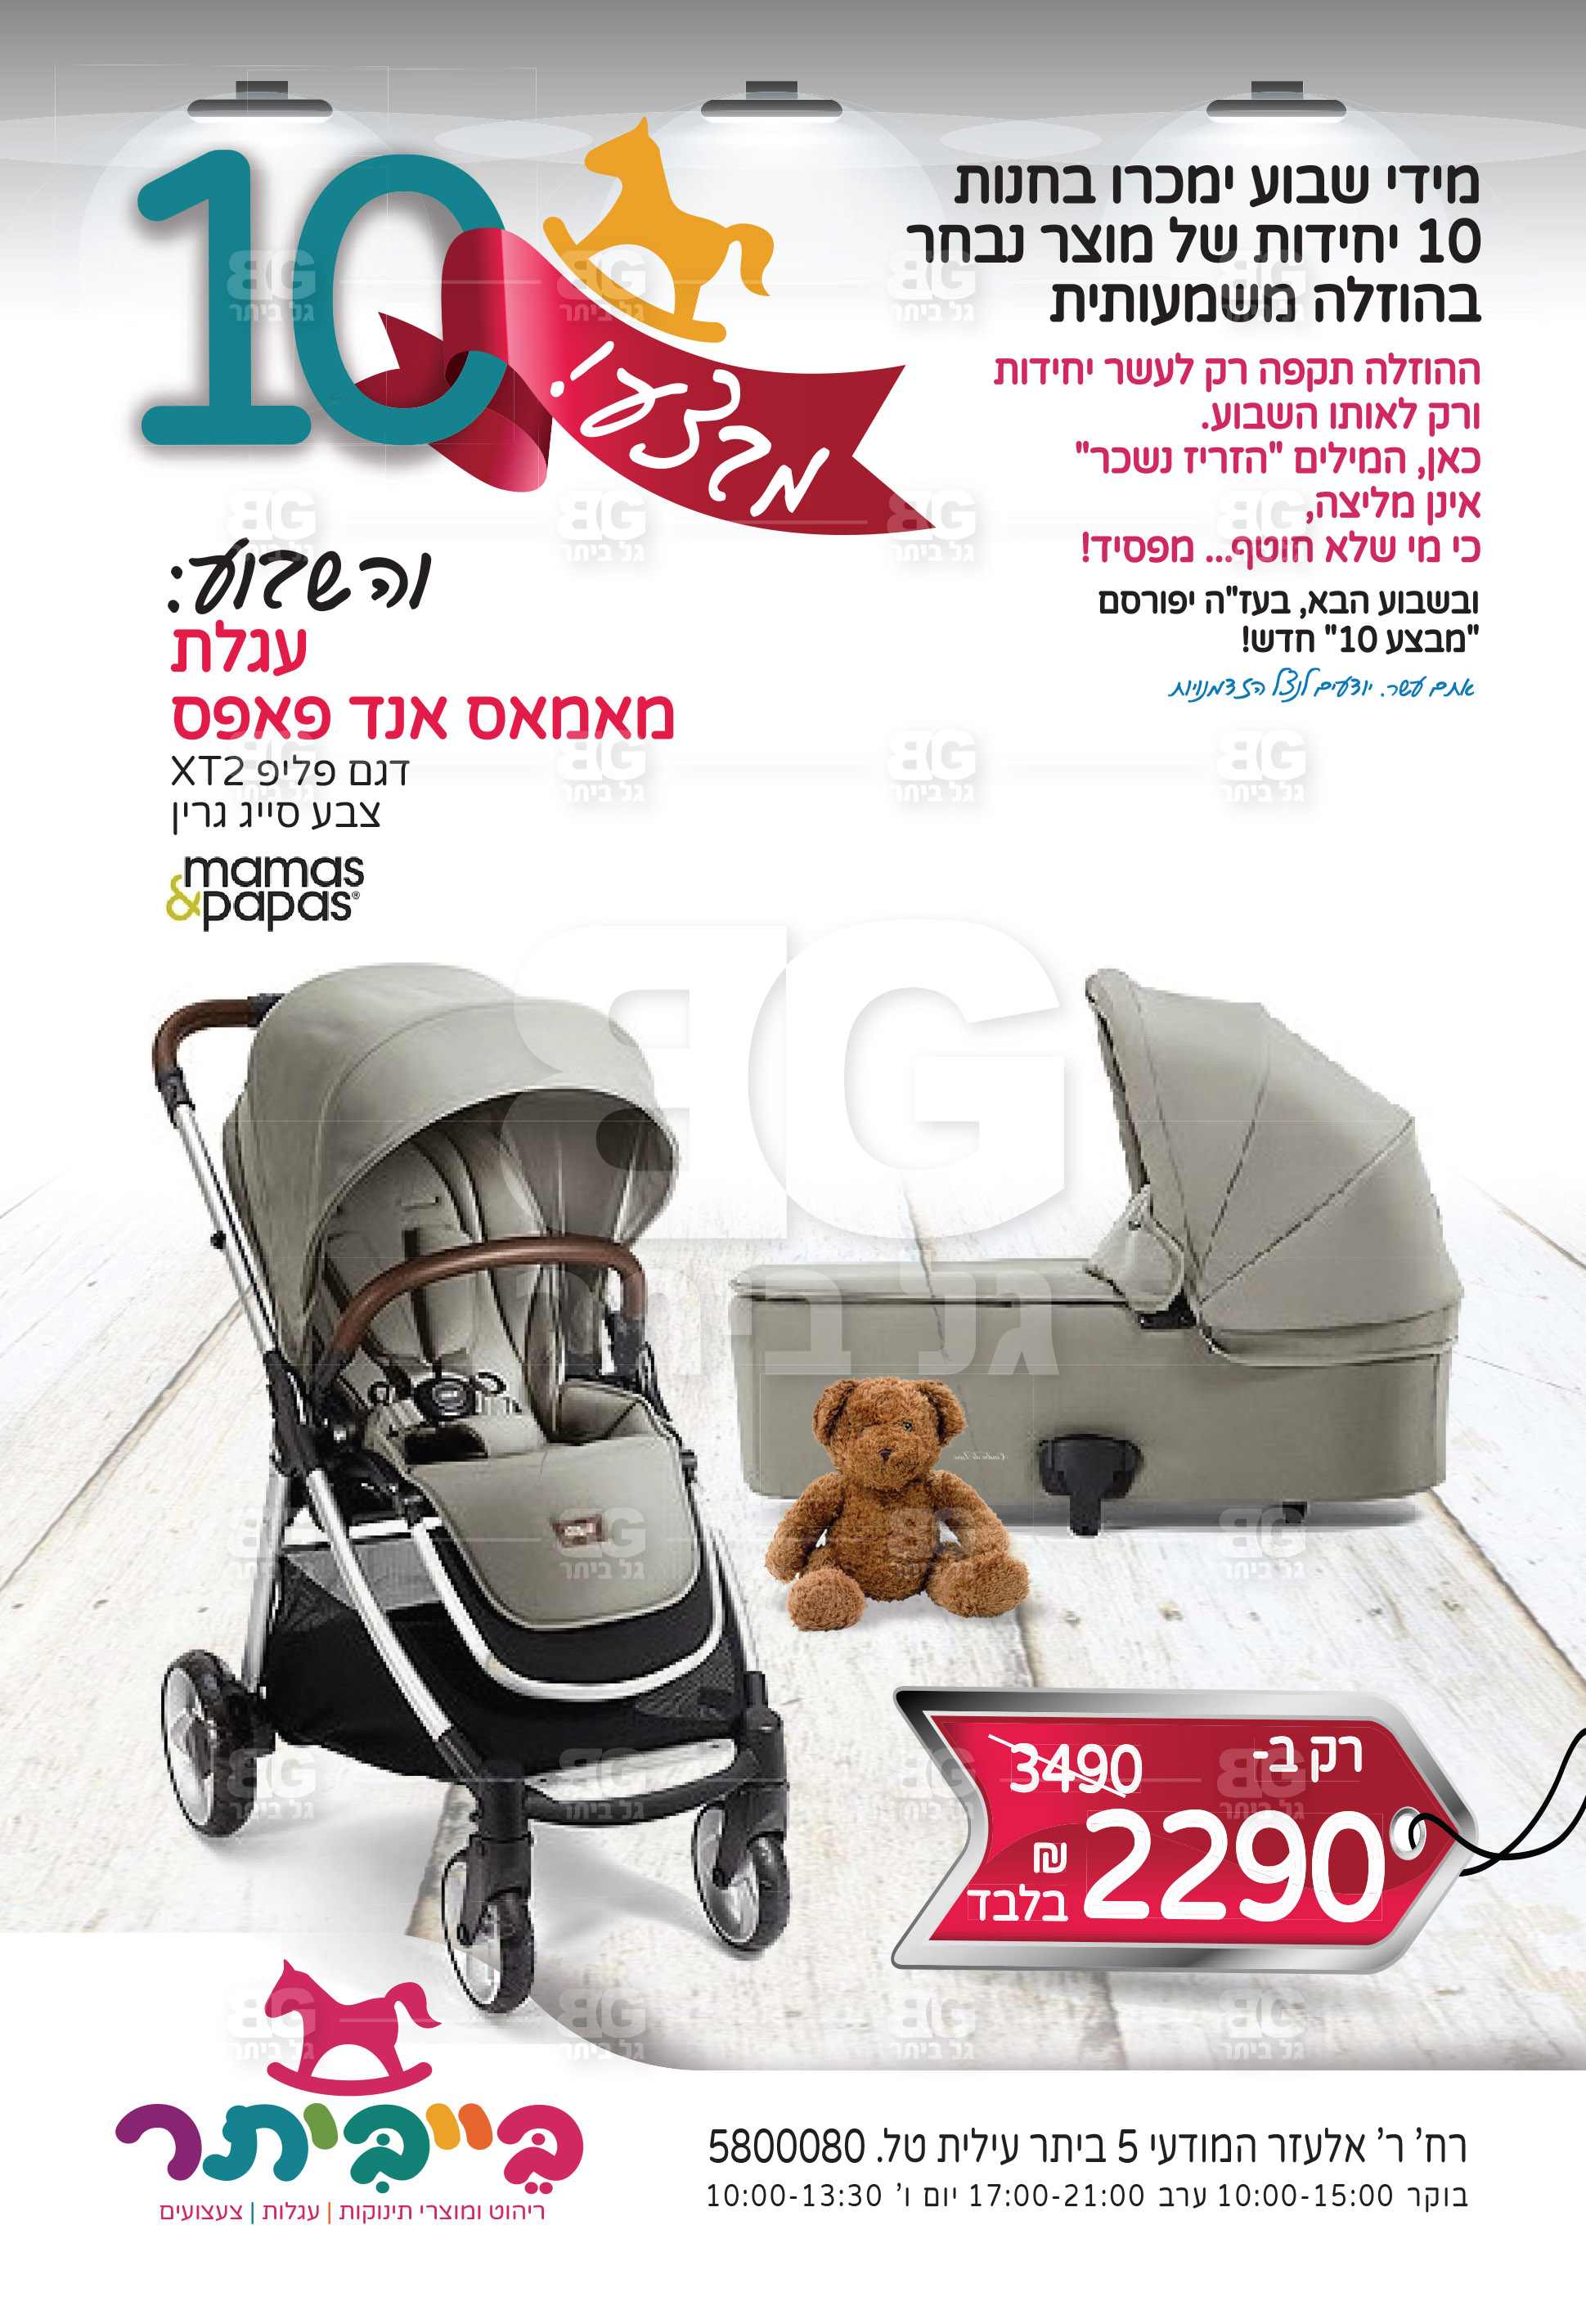 מידי שבוע ימכרו בחנות
10 יחידות של מוצר נבחר
בהוזלה משמעותית
ההוזלה תקפה רק לעשר יחידות
ורק לאותו השבוע.
כאן, המילים "הזריז נשכר"
אינן מליצה,
כי מי שלא חוטף... מפסיד!
ובשבוע הבא, בעז"ה יפורסם
"מבצע 10" חדש!
אתם עשר. יודעים לנצל הזדמנויות
מבצע!
10
והשבוע:
עגלת
מאמאס אנד פאפס
דגם פליפ XT2
צבע סייג גרין
mamas
&papas®
BG
גל ביתר
רק ב-
3490
2290
₪
בלבד
בייביתר
ריהוט ומוצרי תינוקות | עגלות | צעצועים
רח' ר' אלעזר המודעי 5 ביתר עילית טל. 5800080
בוקר 10:00-15:00 ערב 17:00-21:00 יום ו' 10:00-13:30